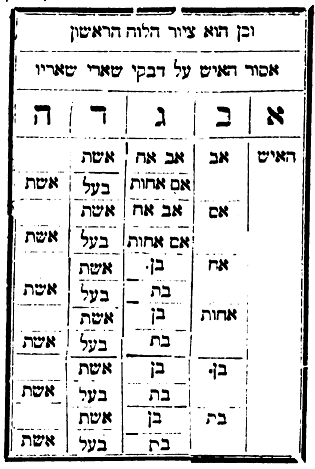 וכן הוא ציור הלוח הראשון
אסור האיש על דבקי שארי שאריו
א ב ג ד ה
האיש אב אב אח אשת
אם אחות בעל אשת
אם אב אח אשת
אם אחות בעל אשת
אח בן אשת
בת בעל אשת
אחות בן אשת
בת בעל אשת
בן בן אשת
בת בעל אשת
בת בן אשת
בת בעל אשת